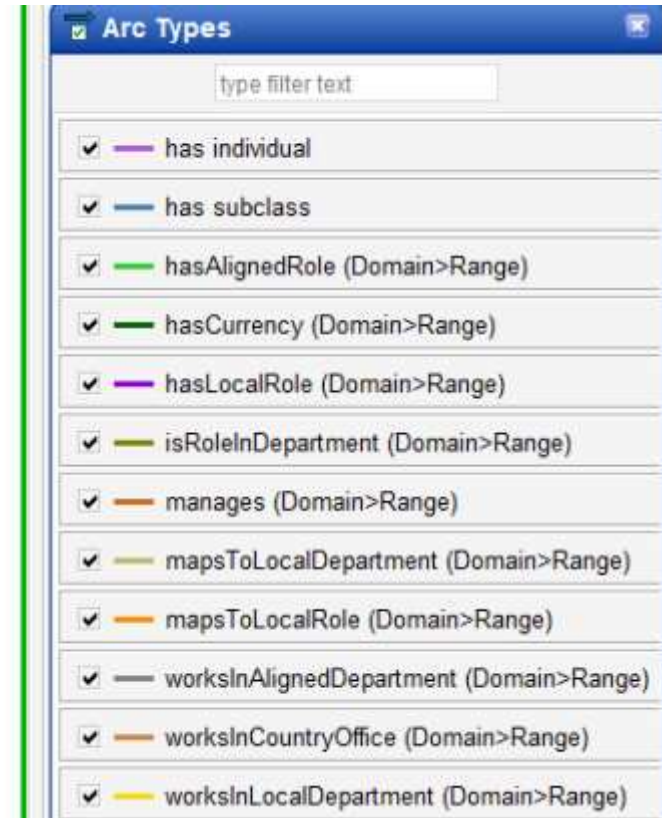 Arc Types
type filter text
has individual
has subclass
hasAlignedRole (Domain>Range)
hasCurrency (Domain>Range)
hasLocalRole (Domain>Range)
isRoleInDepartment (Domain>Range)
manages (Domain>Range)
mapsToLocalDepartment (Domain>Range)
mapsToLocalRole (Domain>Range)
worksInAlignedDepartment (Domain>Range)
worksInCountryOffice (Domain>Range)
worksInLocalDepartment (Domain>Range)